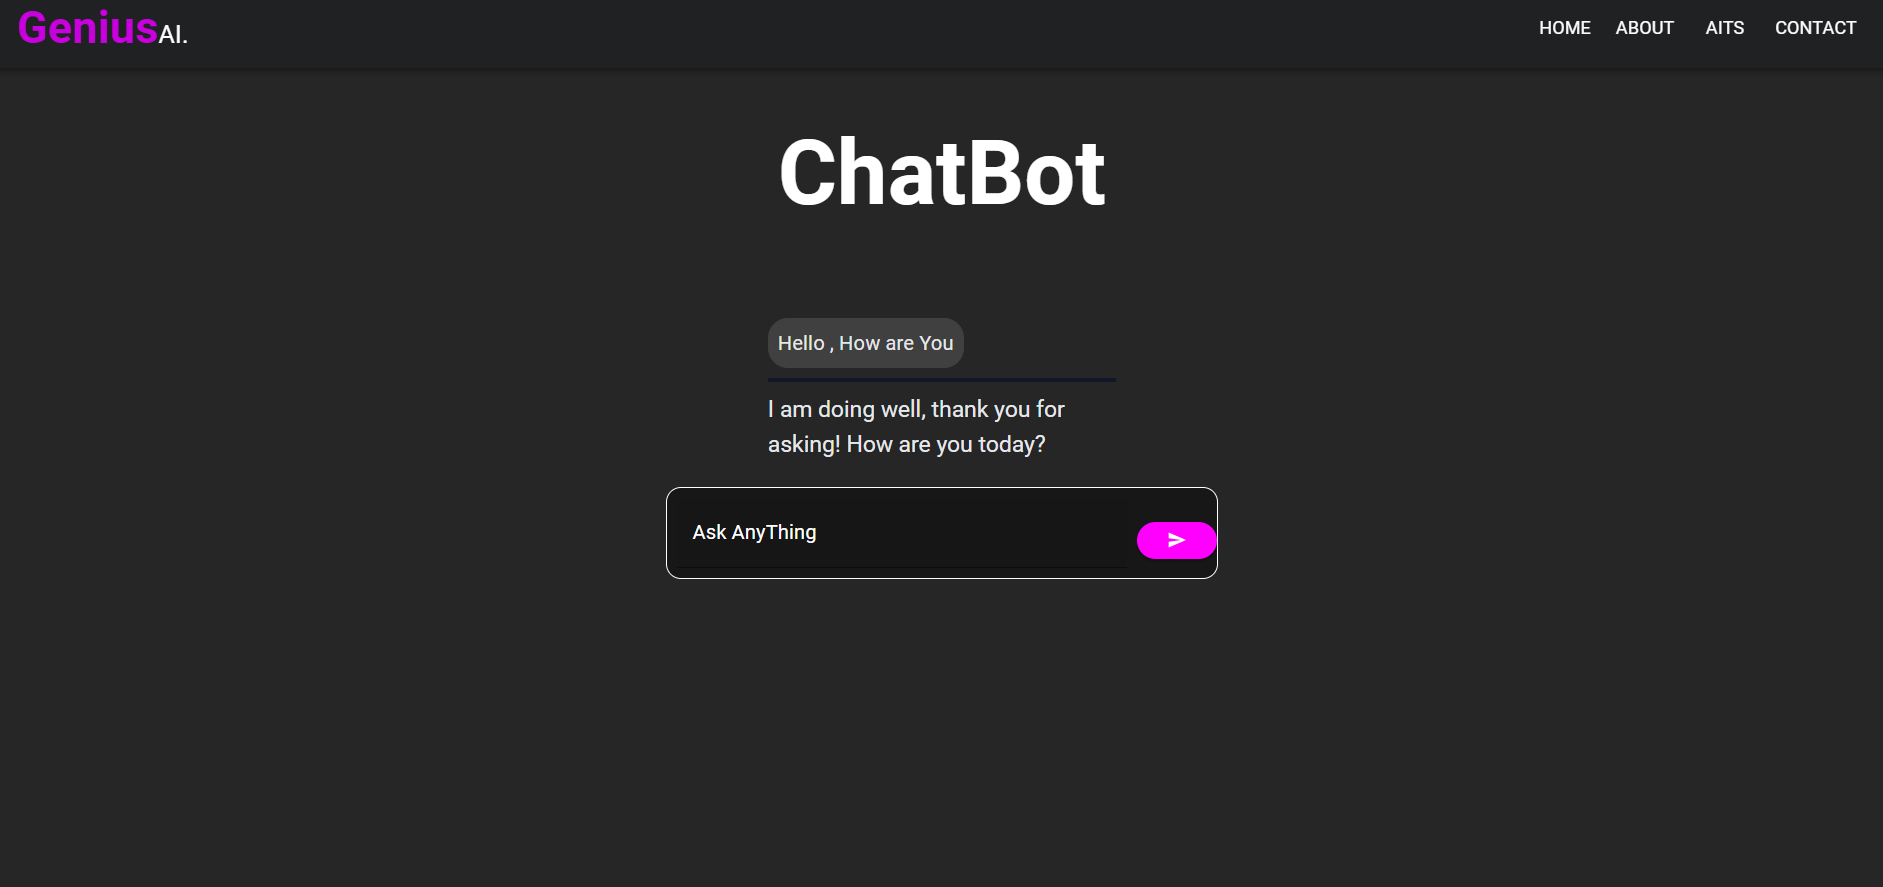 GeniusAI.
HOME ABOUT AITS CONTACT
ChatBot
Hello , How are You
I am doing well, thank you for
asking! How are you today?
Ask AnyThing